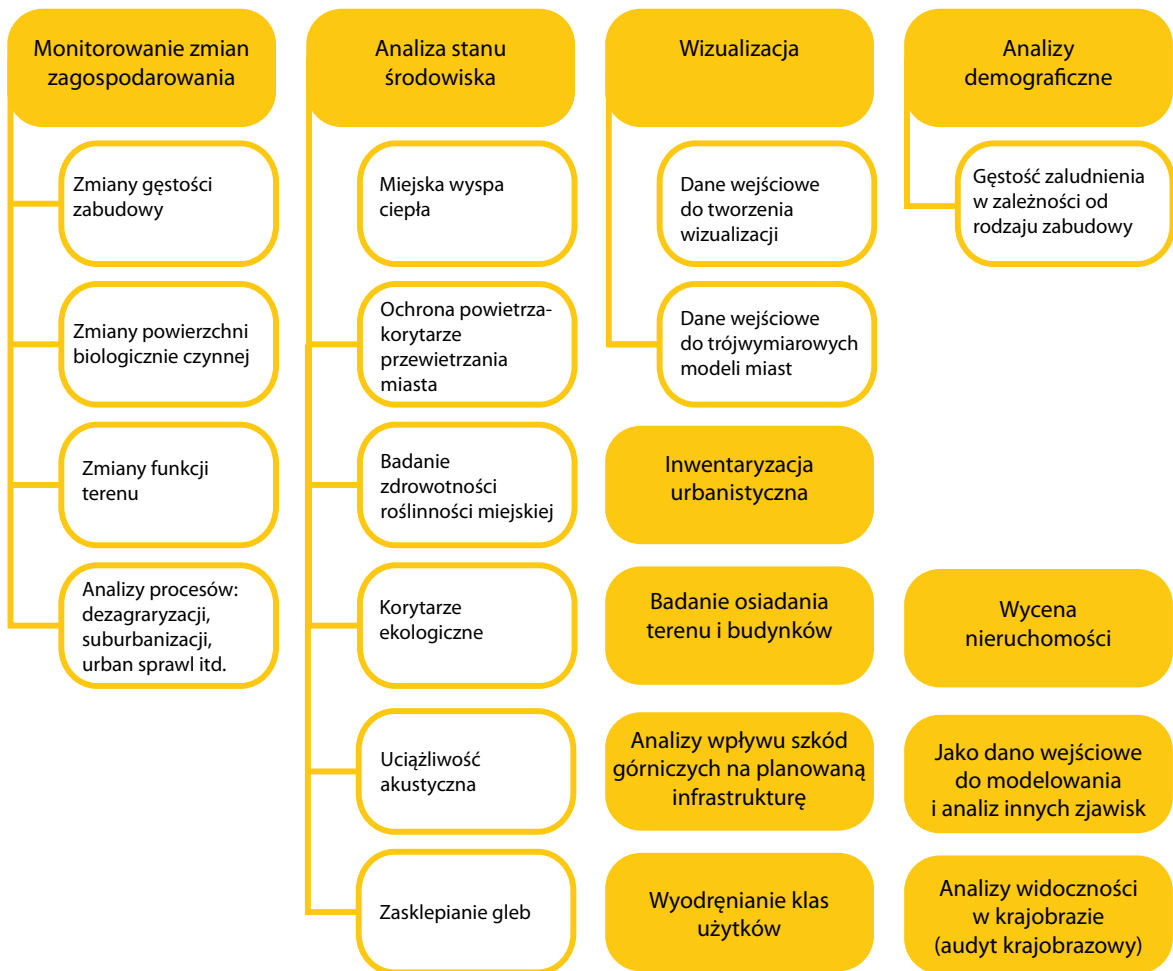 Monitorowanie zmian
zagospodarowania
Zmiany gęstości
zabudowy
Zmiany powierzchni
biologicznie czynnej
Zmiany funkcji
terenu
Analizy procesów:
dezagraryzacji,
suburbanizacji,
urban sprawl itd.
Analiza stanu
środowiska
Miejska wyspa
ciepła
Ochrona powietrza-
korytarze
przewietrzania
miasta
Badanie
zdrowotności
roślinności miejskiej
Korytarze
ekologiczne
Uciążliwość
akustyczna
Zasklepianie gleb
Wizualizacja
Dane wejściowe
do tworzenia
wizualizacji
Dane wejściowe
do trójwymiarowych
modeli miast
Inwentaryzacja
urbanistyczna
Badanie osiadania
terenu i budynków
Analizy wpływu szkód
górniczych na planowaną
infrastrukturę
Wyodręnianie klas
użytków
Analizy
demograficzne
Gęstość zaludnienia
w zależności od
rodzaju zabudowy
Wycena
nieruchomości
Jako dano wejściowe
do modelowania
i analiz innych zjawisk
Analizy widoczności
w krajobrazie
(audyt krajobrazowy)